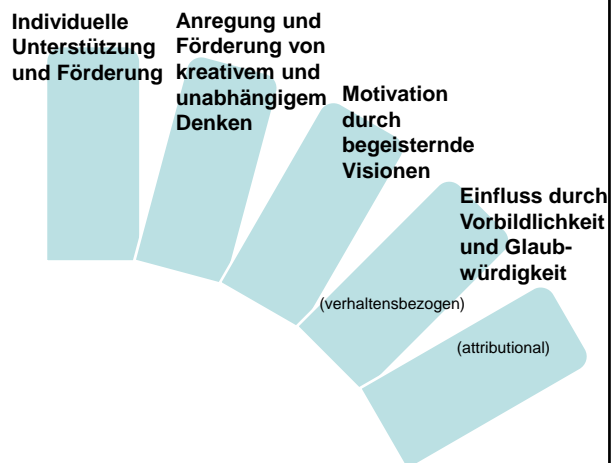 Individuelle
Unterstützung
und Förderung
Anregung und
Förderung von
kreativem und
unabhängigem
Denken
Motivation
durch
begeisternde
Visionen
Einfluss durch
Vorbildlichkeit
und Glaub-
würdigkeit
(verhaltensbezogen)
(attributional)